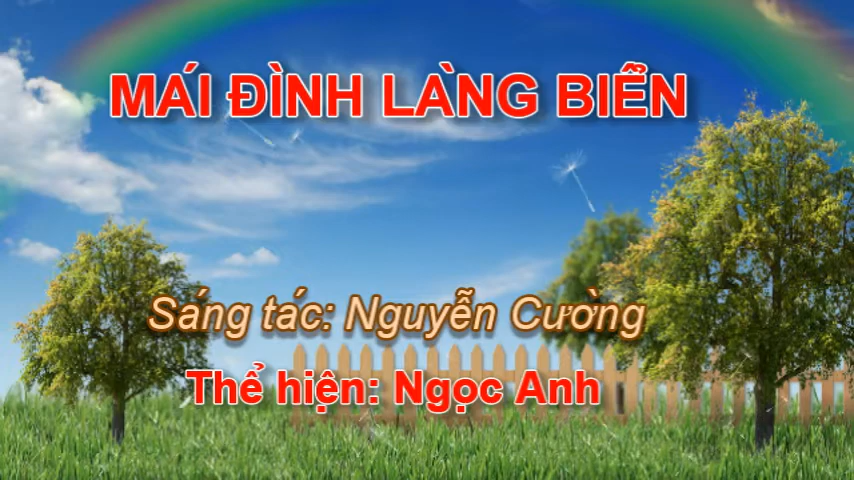 MÁI ĐÌNH LÀNG BIỂN
Sáng tác: Nguyễn Cường
Thể hiện: Ngọc Anh